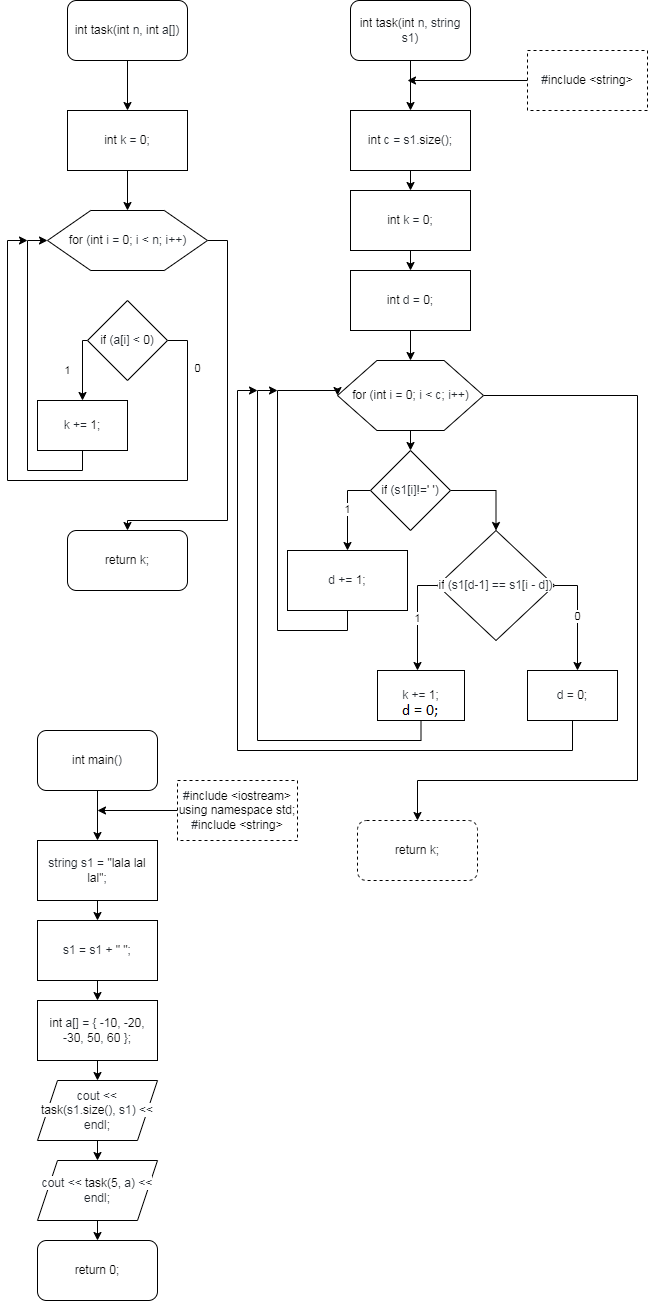 int task(int n, int a[])
int k = 0;
for (int i = 0; i < n; i++)
if (a[i] < 0)
1
0
k += 1;
return k;
int task(int n, string
s1)
#include <string>
int c = s1.size();
int k = 0;
int d = 0;
for (int i = 0; i < c; i++)
if (s1[i]!=' ')
1
d += 1;
if (s1[d-1] == s1[i - d])
1
0
k += 1;
d = 0;
d = 0;
return k;
int main()
#include <iostream>
using namespace std;
#include <string>
string s1 = "lala lal
lal";
s1 = s1 + " ";
int a[] = { -10, -20,
-30, 50, 60 };
cout <<
task(s1.size(), s1) <<
endl;
cout << task(5, a) <<
endl;
return 0;